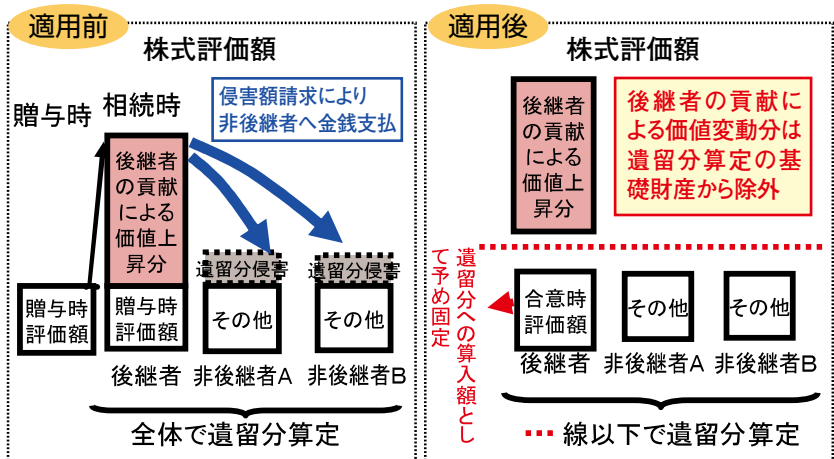 適用前
株式評価額
贈与時
相続時
侵害額請求により
非後継者へ金銭支払
後継者
の貢献
による
価値上
昇分
贈与時
評価額
贈与時
評価額
遺留分侵害
遺留分侵害
その他
その他
後継者
非後継者A
非後継者B
全体で遺留分算定
適用後
株式評価額
後継者
の貢献
による
価値上
昇分
後継者の貢献に
よる価値変動分は
遺留分算定の基
礎財産から除外
遺留分への算入額とし
て予め固定
合意時
評価額
その他
その他
後継者
非後継者A
非後継者B
…線以下で遺留分算定